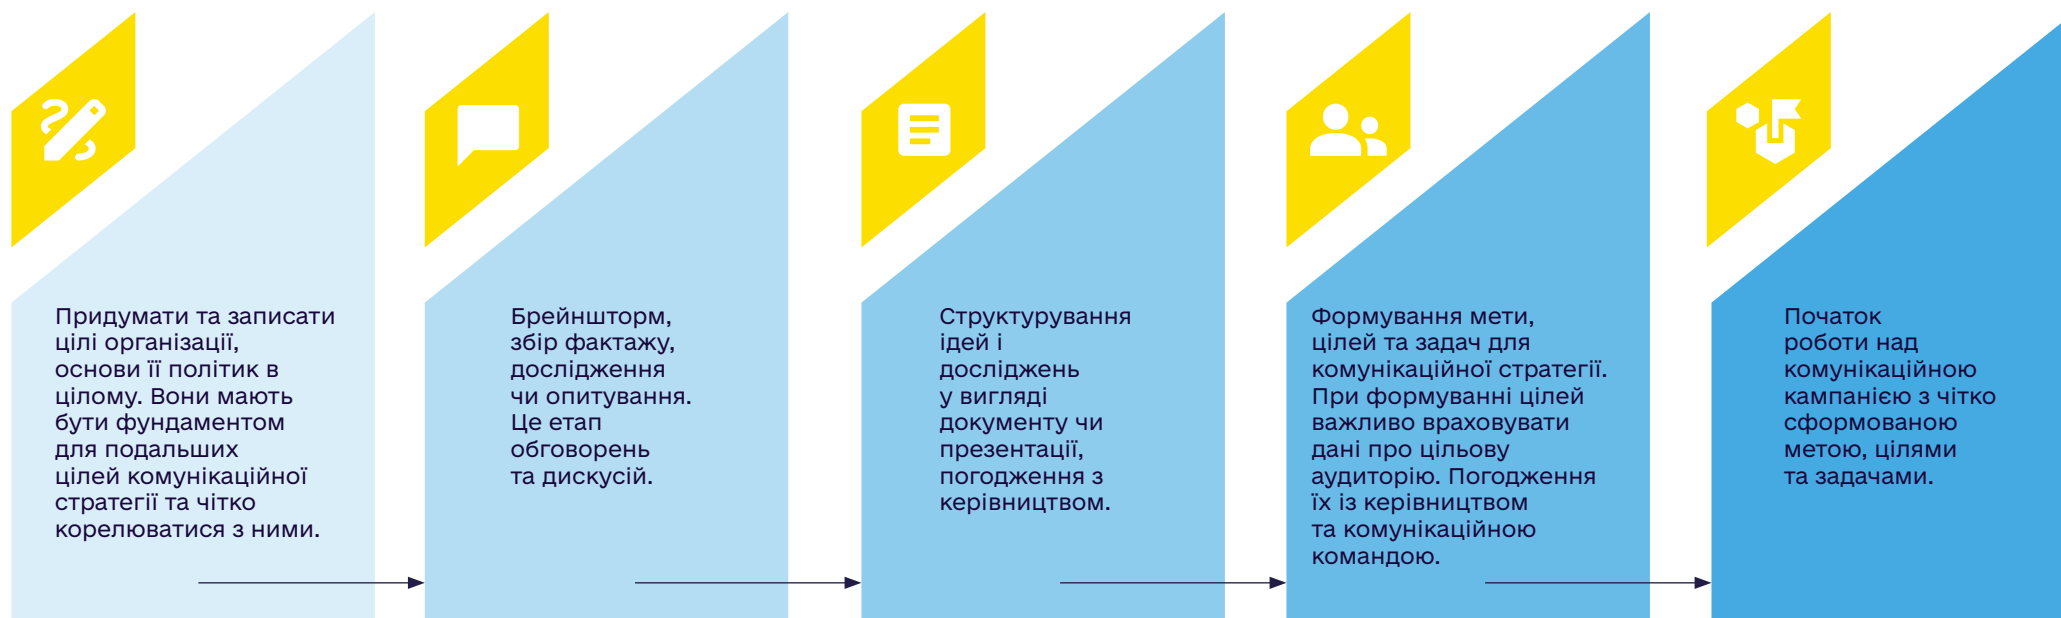 Придумати та записати
цілі організації,
основи її політик в
цілому. Вони мають
бути фундаментом
для подальших
цілей комунікаційної
стратегії та чітко
корелюватися з ними.
Брейншторм,
збір фактажу,
дослідження
чи опитування.
Це етап
обговорень
та дискусій.
Структурування
ідей і
досліджень
у вигляді
документу чи
презентації,
погодження з
керівництвом.
Формування мети,
цілей та задач для
комунікаційної стратегії.
При формуванні цілей
важливо враховувати
дані про цільову
аудиторію. Погодження
їх із керівництвом
та комунікаційною
командою.
Початок
роботи над
комунікаційною
кампанією з чітко
сформованою
метою, цілями
та задачами.